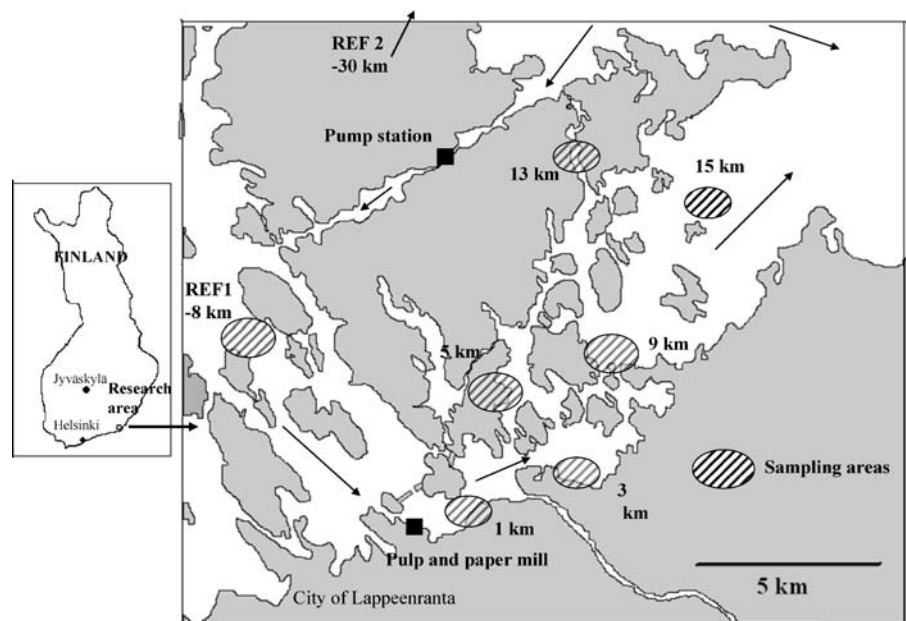 REF 2
-30 km
Pump station
13 km
15 km
FINLAND
REF1
-8 km
5 km
9 km
Jyväskylä
Research
area
Helsinki
Sampling areas
3
km
1 km
Pulp and paper mill
5 km
City of Lappeenranta